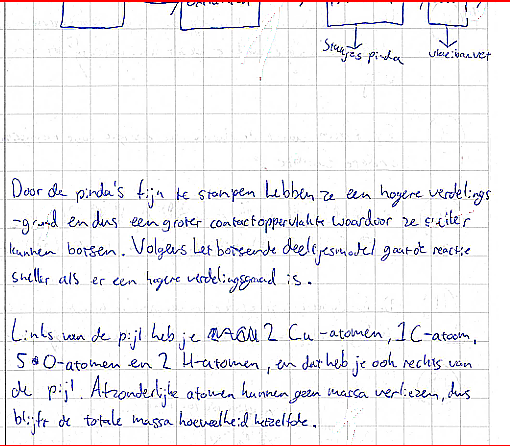 Stukjes pinda
vloeibaar vet
Door de pinda's fijn te stampen hebben ze een hogere verdelings
-graad en dus een groter contactoppervlakte waardoor ze sneller
kunnen botsen. Volgens het botsende deeltjesmodel gaat de reactie
sneller als er een hogere verdelingsgraad is.
Links van de pijl heb je 2 Cu-atomen, 1 C-atoom,
5 O-atomen en 2 H-atomen, en dat heb je ook rechts van
de pijl. Afzonderlijke atomen kunnen geen massa verliezen, dus
blijft de totale massa hoeveelheid hetzelfde.